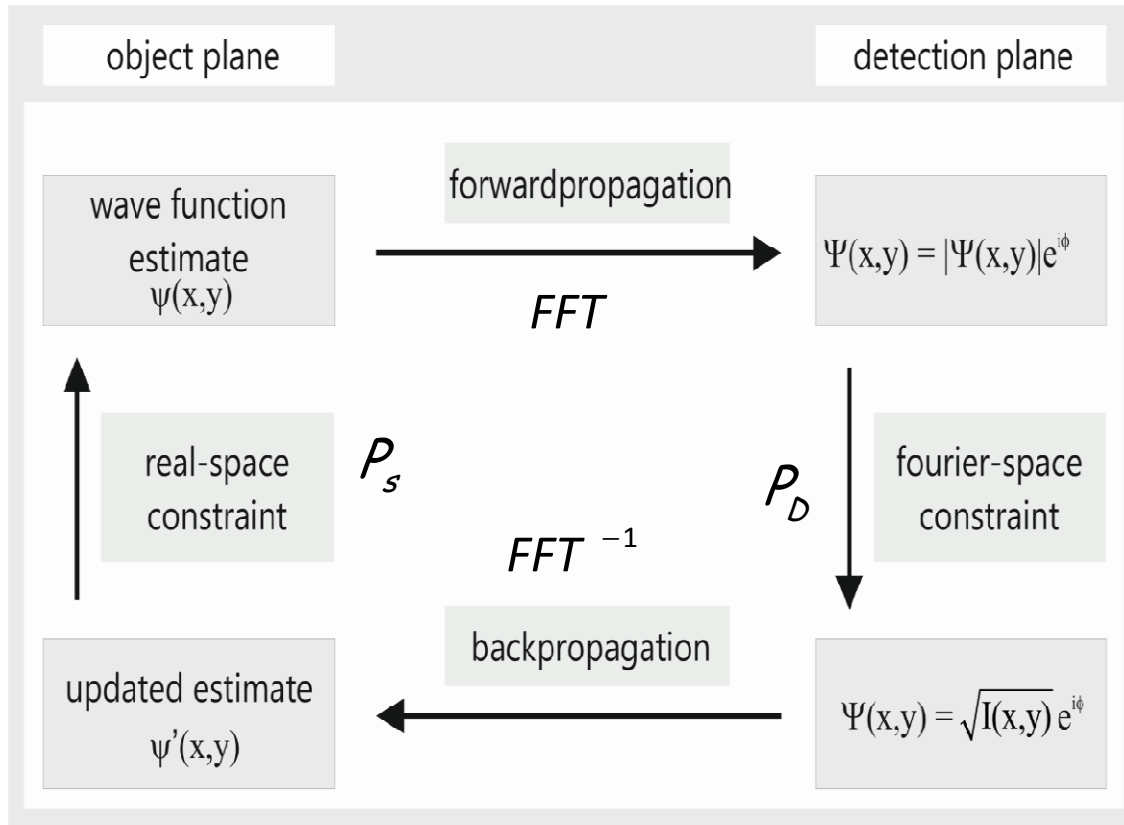 object plane
detection plane
wave function
estimate
ψ(x,y)
forwardpropagation
FFT
Ψ(x,y) = |Ψ(x,y)|e^{iϕ}
real-space
constraint
P_s
P_D
fourier-space
constraint
FFT ^{−1}
backpropagation
updated estimate
ψ'(x,y)
Ψ(x,y) = √I(x,y) e^{iϕ}